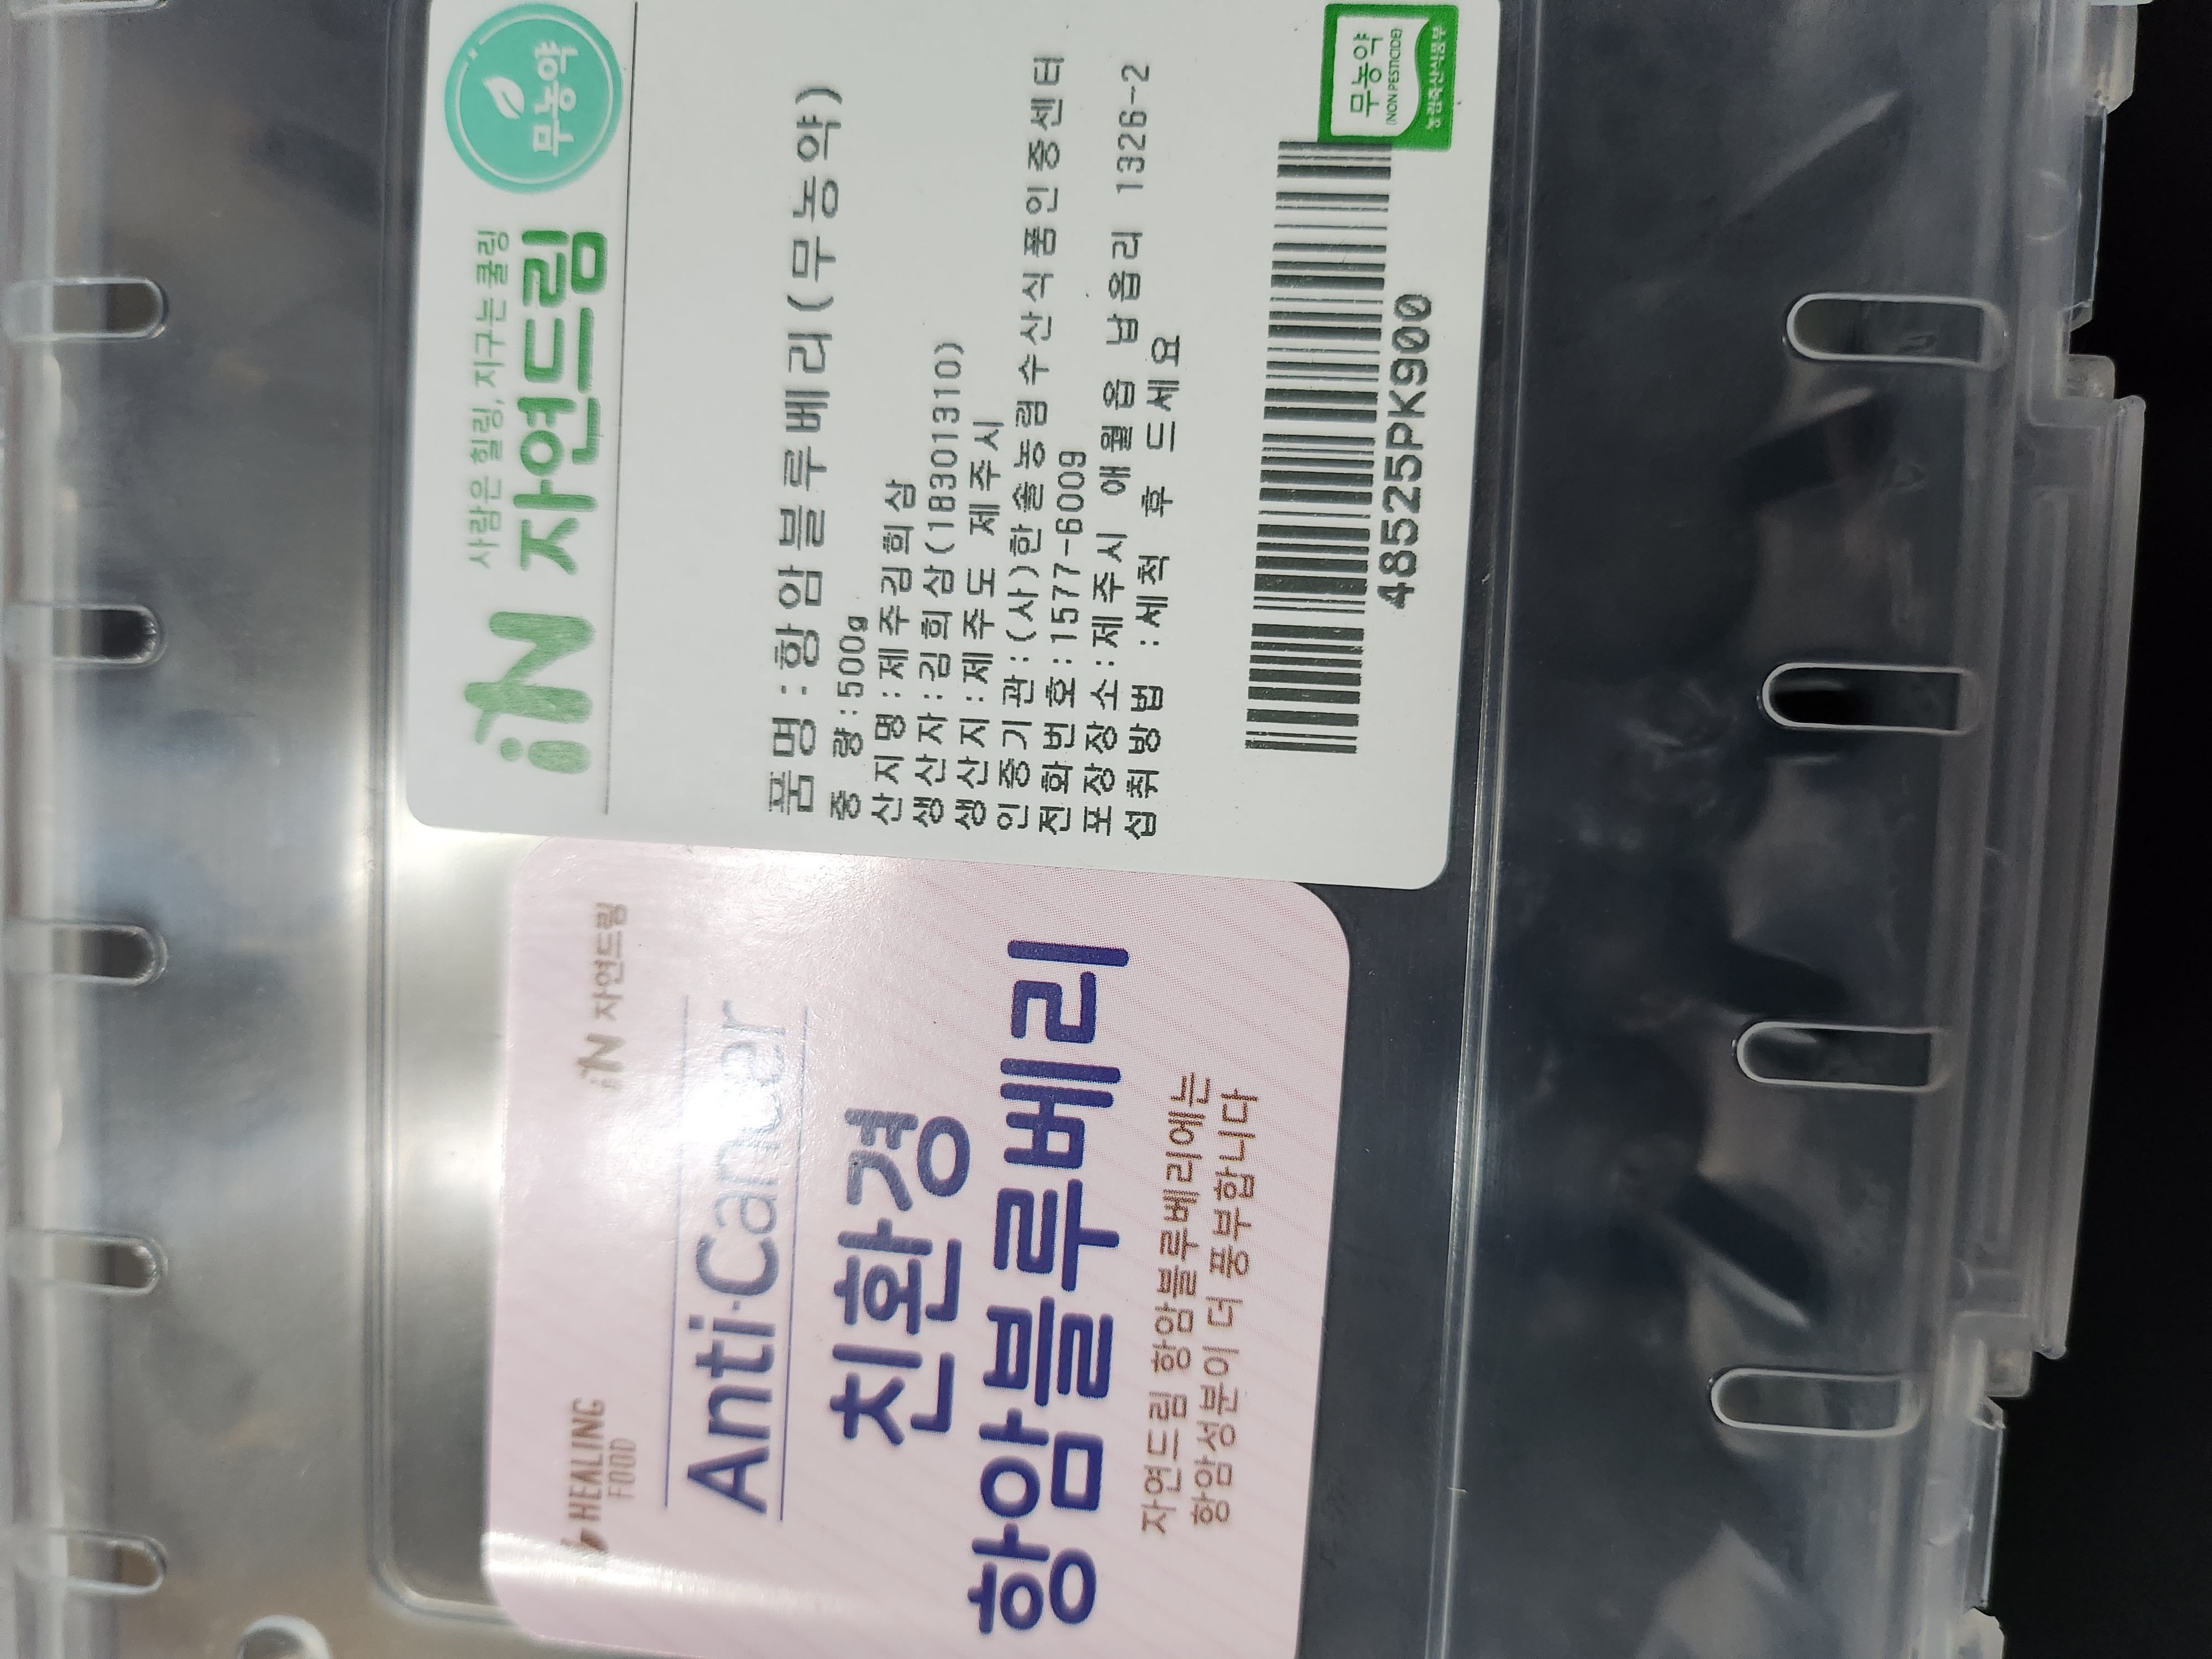 HEALING
FOOD
iN 자연드림
Anti-Cancer
친환경
항암블루베리
자연드림 항암블루베리에는
항암성분이 더 풍부합니다
사람은 힐링, 지구는 쿨링
iN 자연드림
무농약
품명:항암블루베리(무농약)
중 량:500g
산지명:제주김희삼
생산자:김희삼(18301310)
생산지:제주도 제주시
인증기관:(사)한솔농림수산식품인증센터
전화번호:1577-6009
포장장소:제주시 애월읍 납읍리 1326-2
섭취방법 :세척 후 드세요
48525PK900
무농약
(NON PESTICIDE)
농림축산식품부